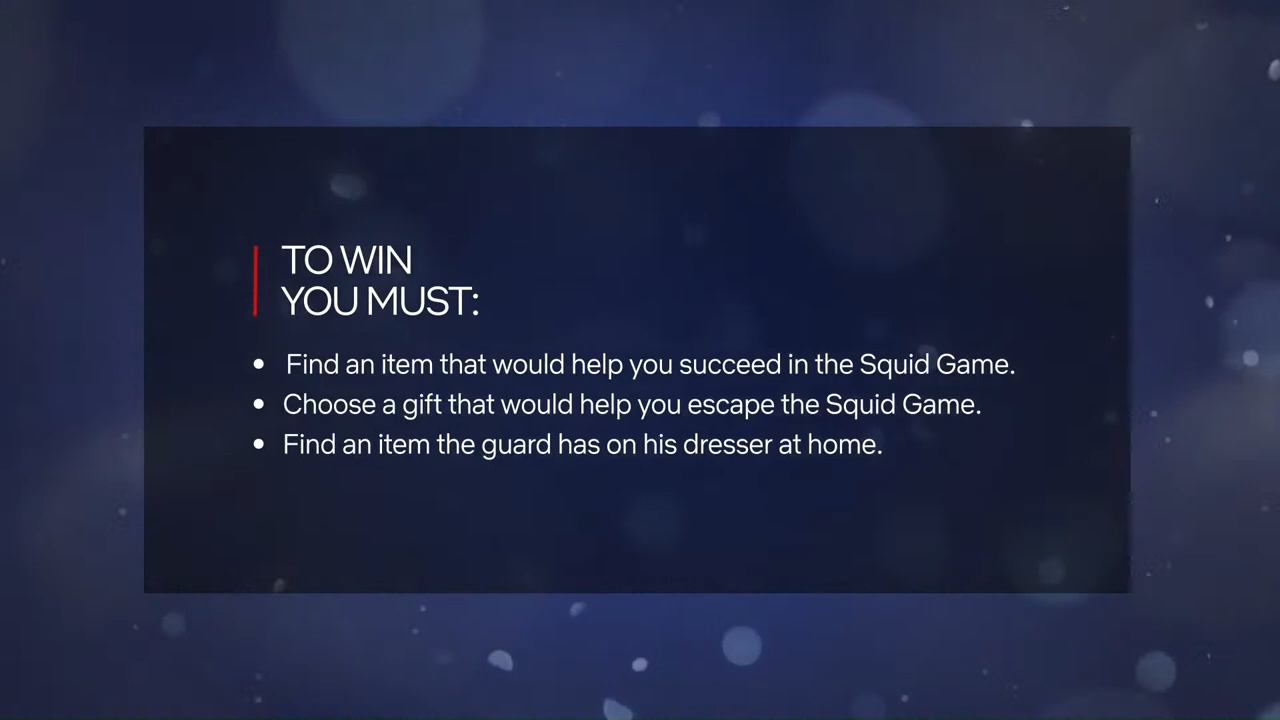 TO WIN
YOU MUST:
• Find an item that would help you succeed in the Squid Game.
• Choose a gift that would help you escape the Squid Game.
• Find an item the guard has on his dresser at home.